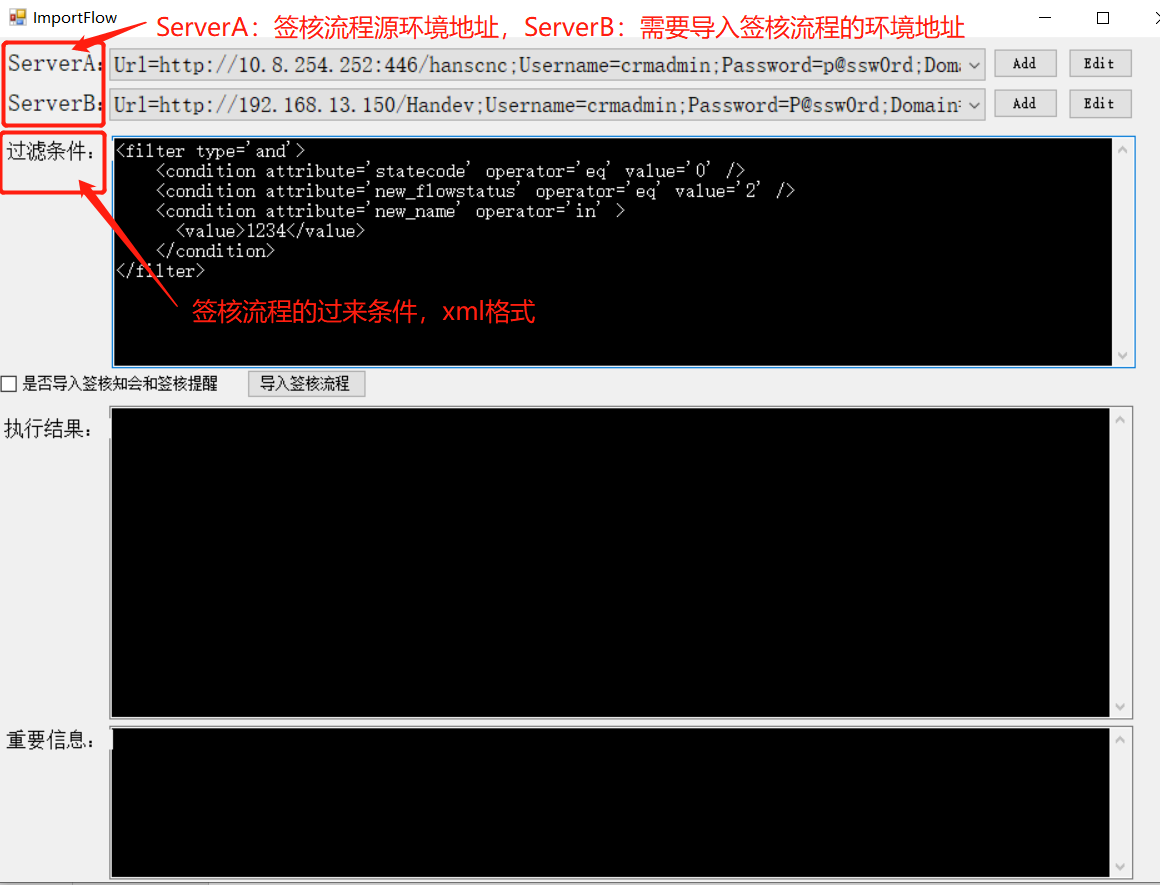 ImportFlow
ServerA：签核流程源环境地址，ServerB：需要导入签核流程的环境地址
ServerA: Url=http://10.8.254.252:446/hanscnc;Username=crmadmin;Password=p@ssw0rd;Dom Add Edit
ServerB: Url=http://192.168.13.150/Handev;Username=crmadmin;Password=P@ssw0rd;Domain= Add Edit
过滤条件：
<filter type='and'>
<condition attribute='statecode' operator='eq' value='0' />
<condition attribute='new_flowstatus' operator='eq' value='2' />
<condition attribute='new_name' operator='in' >
<value>1234</value>
</condition>
</filter>
签核流程的过来条件，xml格式
是否导入签核知会和签核提醒 导入签核流程
执行结果：
重要信息：